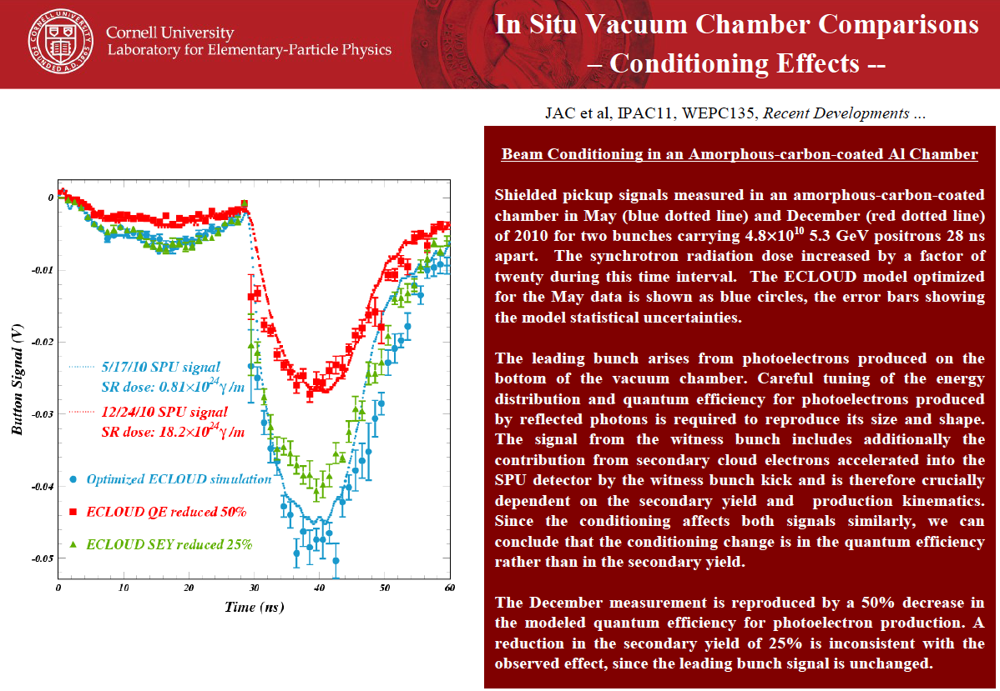 Cornell University
Laboratory for Elementary-Particle Physics
In Situ Vacuum Chamber Comparisons
– Conditioning Effects --
JAC et al, IPAC11, WEPC135, Recent Developments ...
Button Signal (V)
0
-0.01
-0.02
-0.03
-0.04
-0.05
5/17/10 SPU signal
SR dose: 0.81×10²⁴γ /m
12/24/10 SPU signal
SR dose: 18.2×10²⁴γ /m
Optimized ECLOUD simulation
ECLOUD QE reduced 50%
ECLOUD SEY reduced 25%
0 10 20 30 40 50 60
Time (ns)
Beam Conditioning in an Amorphous-carbon-coated Al Chamber
Shielded pickup signals measured in an amorphous-carbon-coated
chamber in May (blue dotted line) and December (red dotted line)
of 2010 for two bunches carrying 4.8×10¹⁰ 5.3 GeV positrons 28 ns
apart. The synchrotron radiation dose increased by a factor of
twenty during this time interval. The ECLOUD model optimized
for the May data is shown as blue circles, the error bars showing
the model statistical uncertainties.
The leading bunch arises from photoelectrons produced on the
bottom of the vacuum chamber. Careful tuning of the energy
distribution and quantum efficiency for photoelectrons produced
by reflected photons is required to reproduce its size and shape.
The signal from the witness bunch includes additionally the
contribution from secondary cloud electrons accelerated into the
SPU detector by the witness bunch kick and is therefore crucially
dependent on the secondary yield and production kinematics.
Since the conditioning affects both signals similarly, we can
conclude that the conditioning change is in the quantum efficiency
rather than in the secondary yield.
The December measurement is reproduced by a 50% decrease in
the modeled quantum efficiency for photoelectron production. A
reduction in the secondary yield of 25% is inconsistent with the
observed effect, since the leading bunch signal is unchanged.